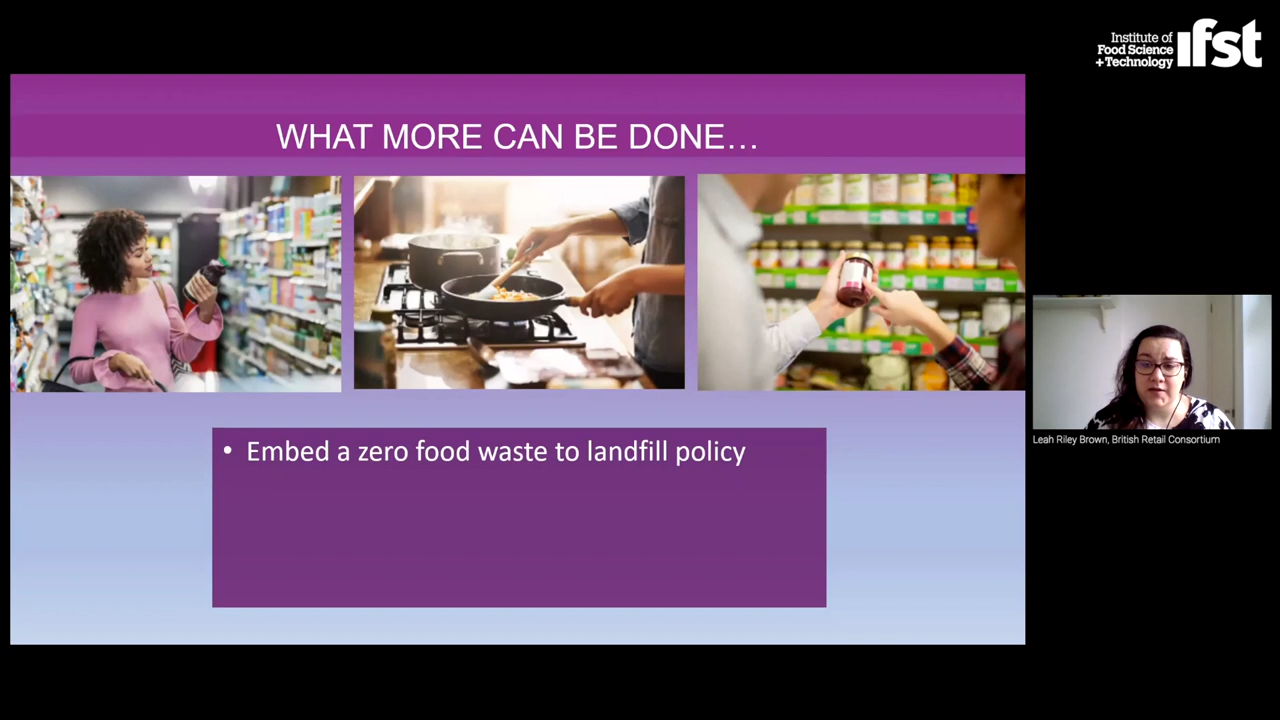 Institute of
Food Science
+Technology
ifst
WHAT MORE CAN BE DONE…
• Embed a zero food waste to landfill policy
Leah Riley Brown, British Retail Consortium